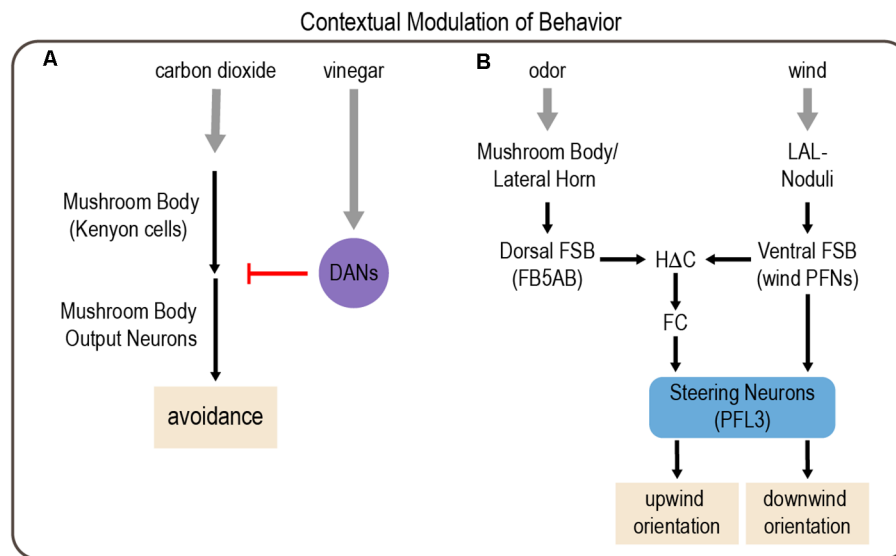 Contextual Modulation of Behavior
A
carbon dioxide
vinegar
Mushroom Body
(Kenyon cells)
DANs
Mushroom Body
Output Neurons
avoidance
B
odor
wind
Mushroom Body/
Lateral Horn
LAL-
Noduli
Dorsal FSB
(FB5AB)
HΔC
Ventral FSB
(wind PFNs)
FC
Steering Neurons
(PFL3)
upwind
orientation
downwind
orientation